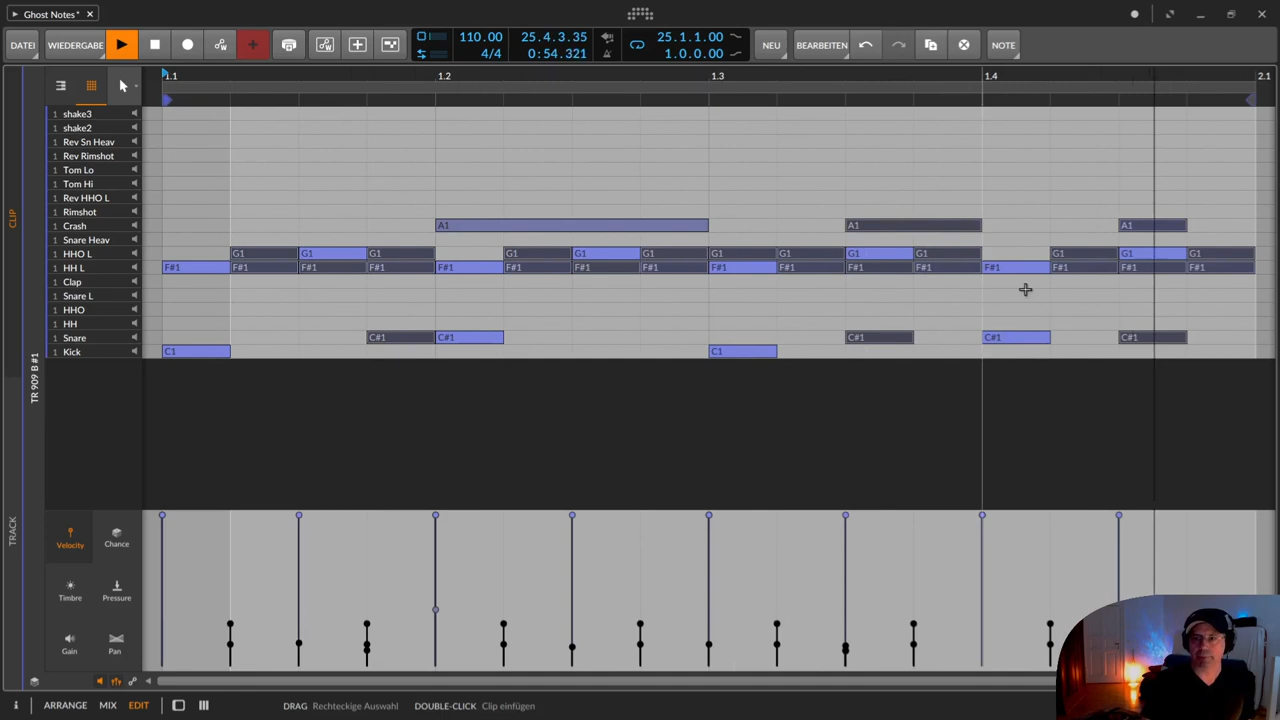 Ghost Notes*
DATEI
WIEDERGABE
110.00
4/4
25.4.3.35
0:54.321
25.1.1.00
1.0.0.00
NEU
BEARBEITEN
NOTE
1.1
1.2
1.3
1.4
2.1
1 shake3
1 shake2
1 Rev Sn Heav
1 Rev Rimshot
1 Tom Lo
1 Tom Hi
1 Rev HHO L
1 Rimshot
1 Crash A1 A1 A1
1 Snare Heav
1 HHO L G1 G1 G1 G1 G1 G1 G1 G1 G1 G1 G1 G1 G1
1 HH L F#1 F#1 F#1 F#1 F#1 F#1 F#1 F#1 F#1 F#1 F#1 F#1 F#1 F#1 F#1 F#1
1 Clap
1 Snare L
1 HHO
1 HH
1 Snare C#1 C#1 C#1 C#1 C#1
1 Kick C1 C1
CLIP
TR 909 B #1
TRACK
Velocity
Chance
Timbre
Pressure
Gain
Pan
i
ARRANGE
MIX
EDIT
DRAG Rechteckige Auswahl
DOUBLE-CLICK Clip einfügen